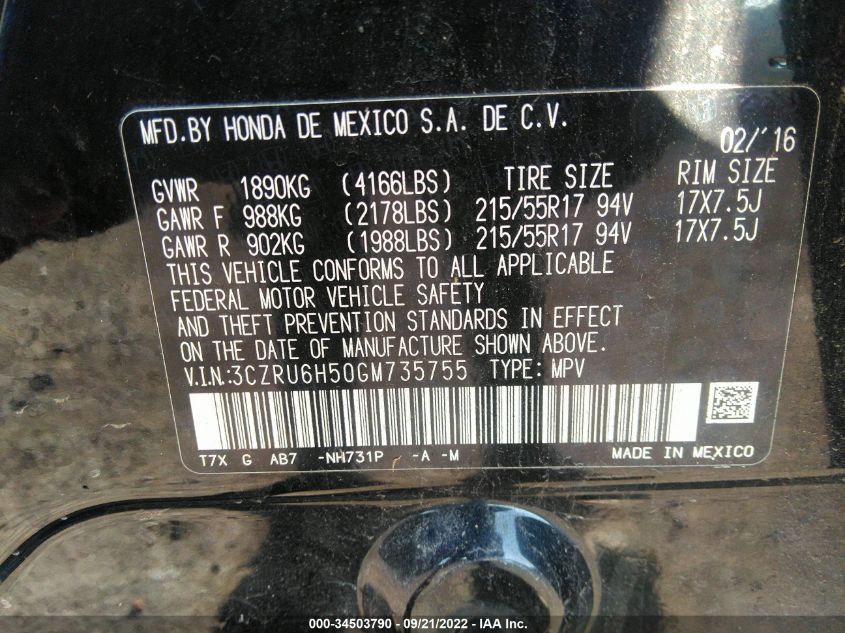 MFD.BY HONDA DE MEXICO S.A. DE C.V.
02/'16
GVWR 1890KG (4166LBS) TIRE SIZE RIM SIZE
GAWR F 988KG (2178LBS) 215/55R17 94V 17X7.5J
GAWR R 902KG (1988LBS) 215/55R17 94V 17X7.5J
THIS VEHICLE CONFORMS TO ALL APPLICABLE
FEDERAL MOTOR VEHICLE SAFETY
AND THEFT PREVENTION STANDARDS IN EFFECT
ON THE DATE OF MANUFACTURE SHOWN ABOVE.
V.I.N.:3CZRU6H50GM735755 TYPE: MPV
T7X G AB7 -NH731P -A -M MADE IN MEXICO
000-34503790 - 09/21/2022 - IAA Inc.